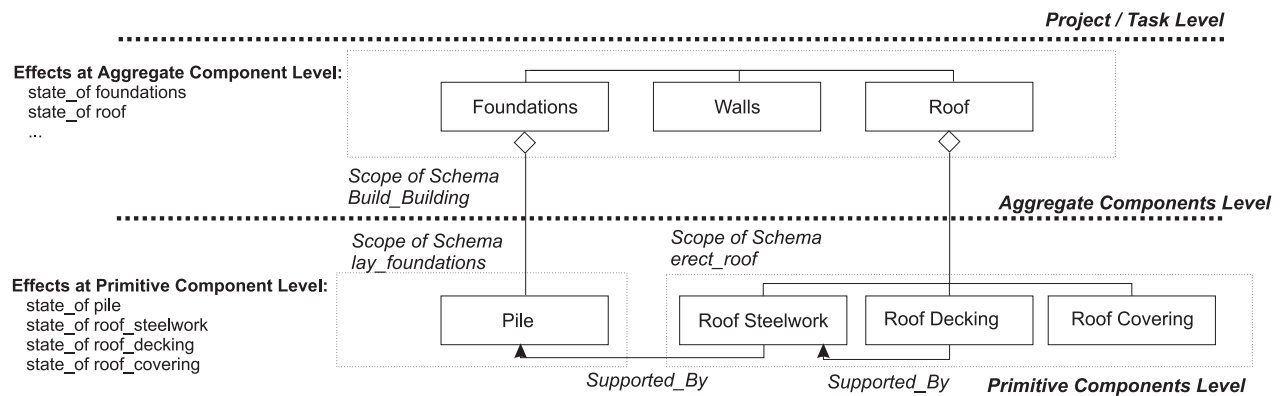 Project / Task Level
Effects at Aggregate Component Level:
state_of foundations
state_of roof
...
Foundations
Walls
Roof
Scope of Schema
Build_Building
Aggregate Components Level
Scope of Schema
lay_foundations
Scope of Schema
erect_roof
Effects at Primitive Component Level:
state_of pile
state_of roof_steelwork
state_of roof_decking
state_of roof_covering
Pile
Roof Steelwork
Roof Decking
Roof Covering
Supported_By
Supported_By
Primitive Components Level